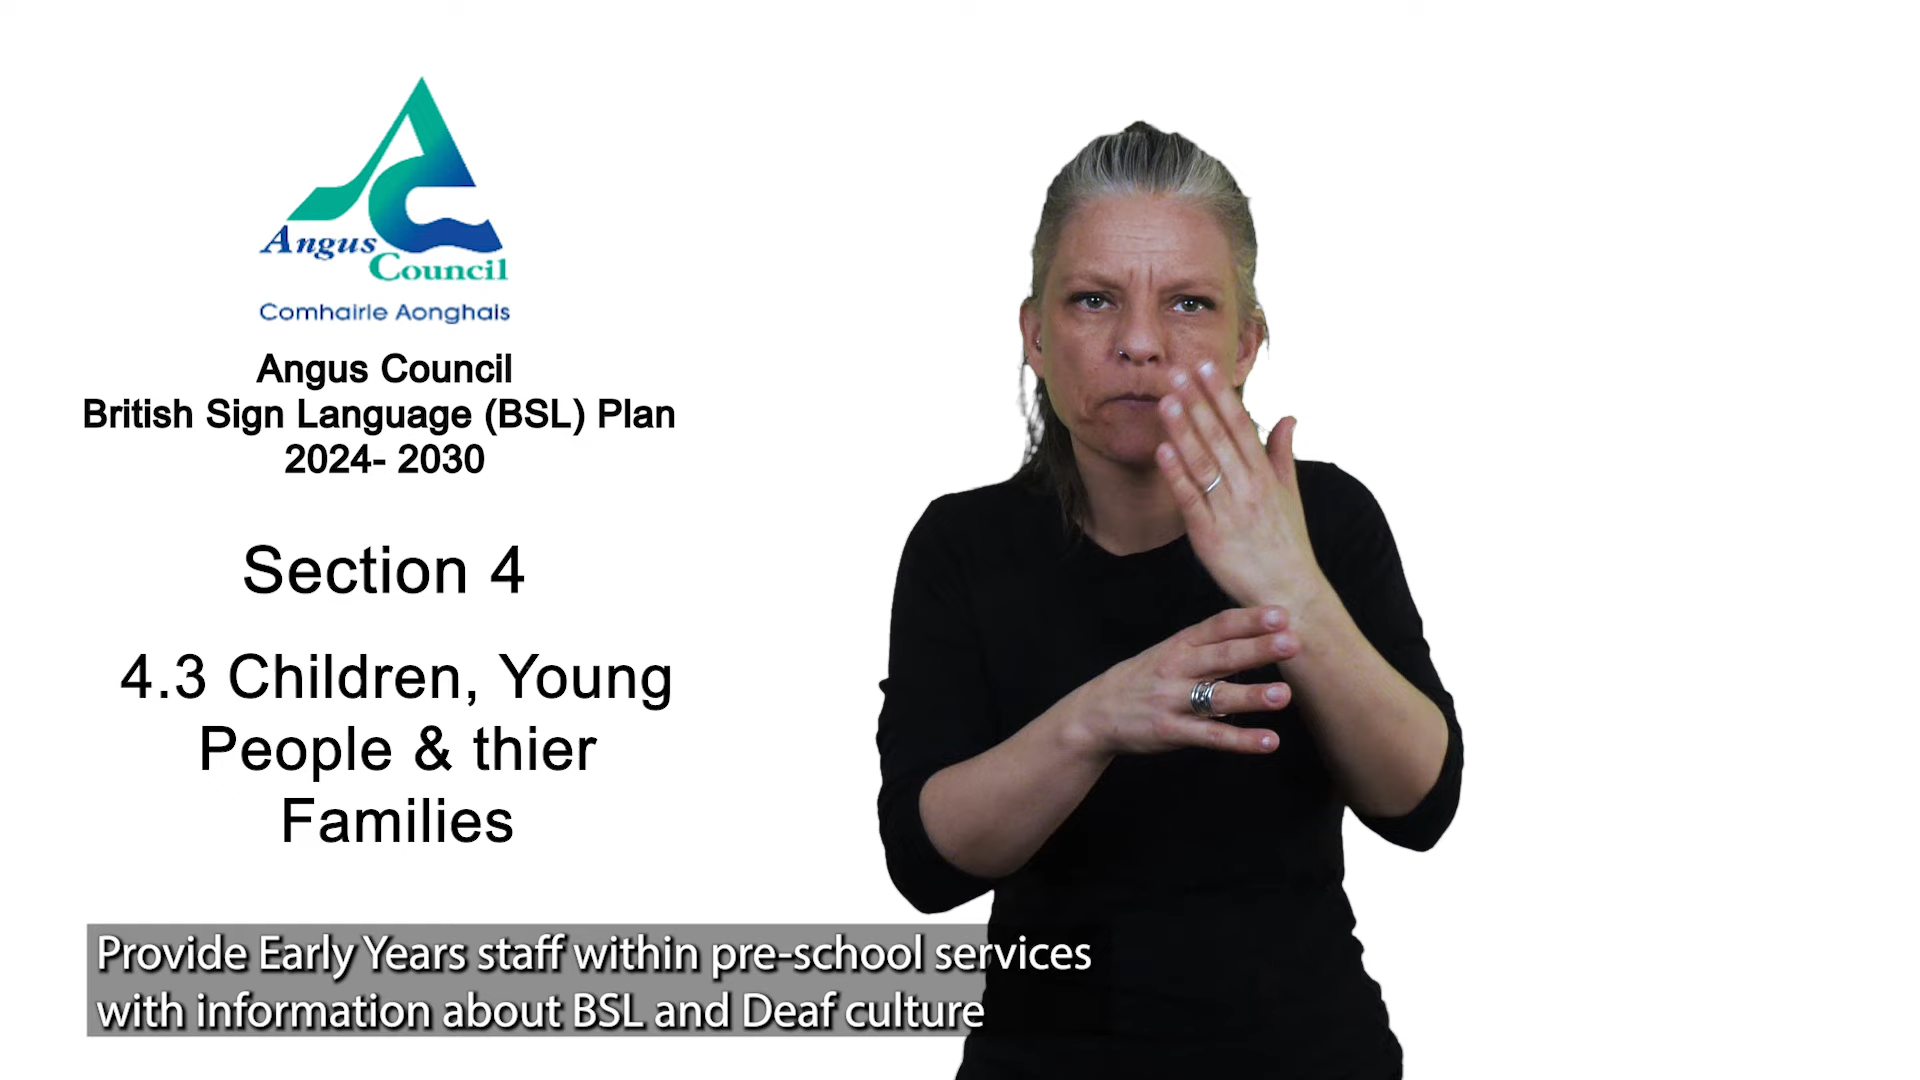 Angus
Council
Comhairle Aonghais
Angus Council
British Sign Language (BSL) Plan
2024- 2030
Section 4
4.3 Children, Young
People & thier
Families
Provide Early Years staff within pre-school services
with information about BSL and Deaf culture